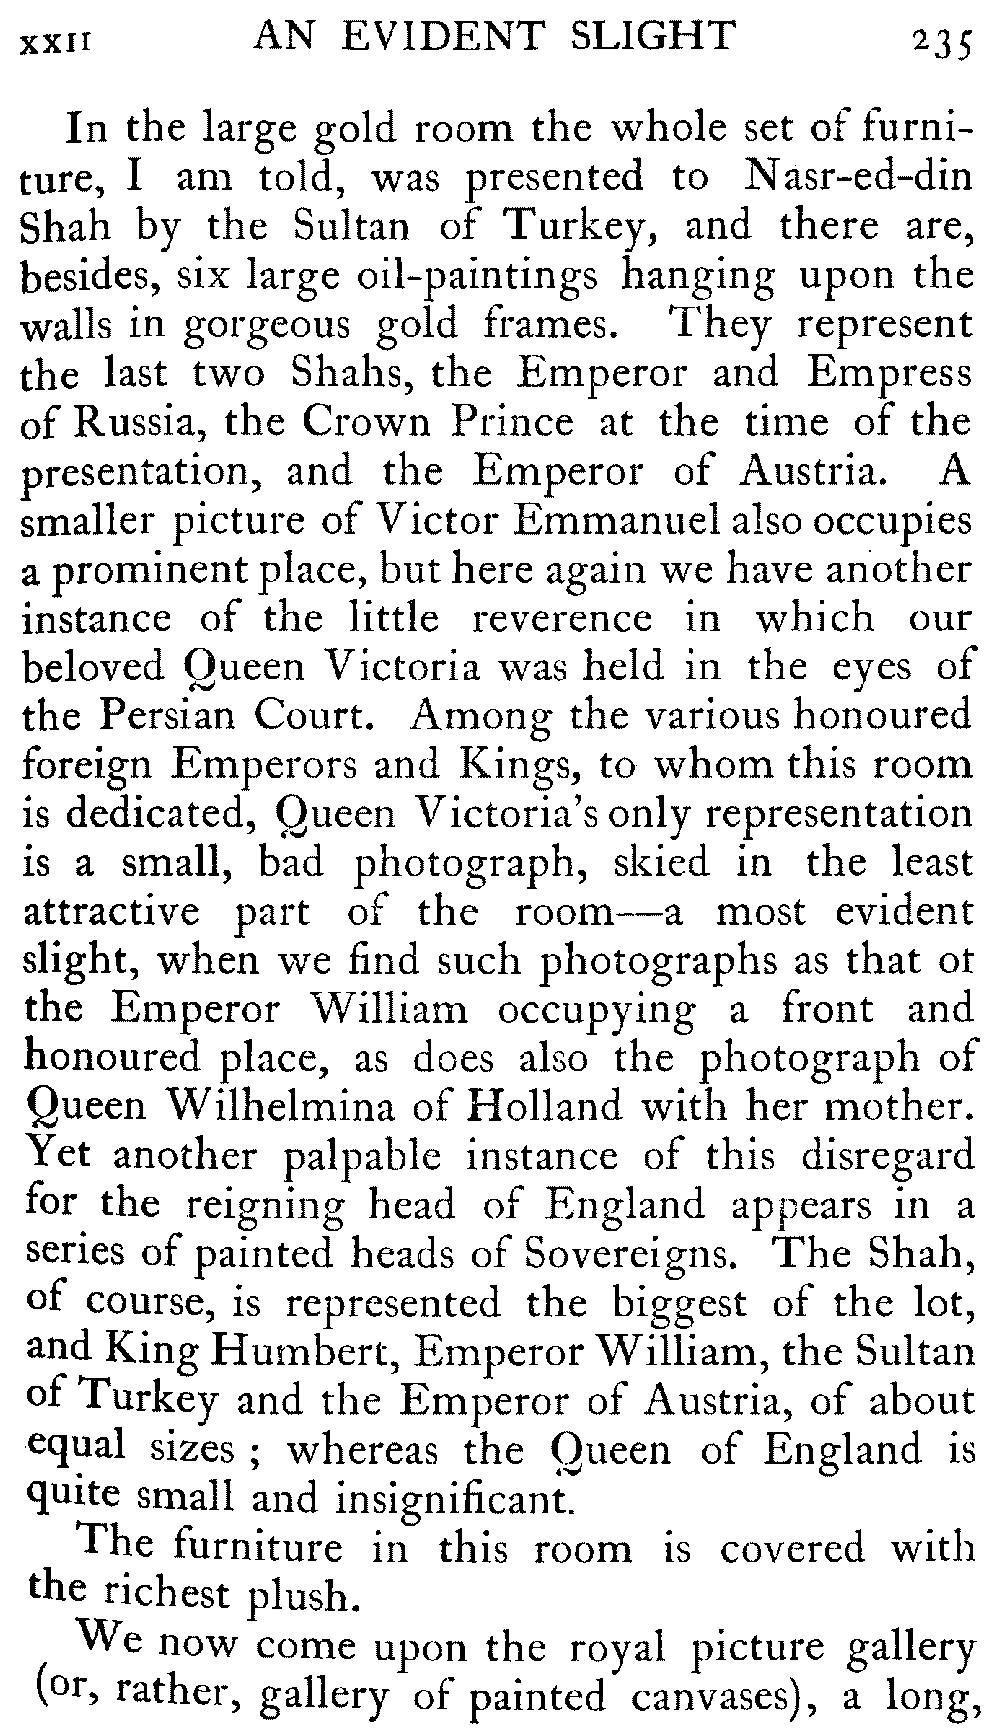 XXII AN EVIDENT SLIGHT 235
In the large gold room the whole set of furni-
ture, I am told, was presented to Nasr-ed-din
Shah by the Sultan of Turkey, and there are,
besides, six large oil-paintings hanging upon the
walls in gorgeous gold frames. They represent
the last two Shahs, the Emperor and Empress
of Russia, the Crown Prince at the time of the
presentation, and the Emperor of Austria. A
smaller picture of Victor Emmanuel also occupies
a prominent place, but here again we have another
instance of the little reverence in which our
beloved Queen Victoria was held in the eyes of
the Persian Court. Among the various honoured
foreign Emperors and Kings, to whom this room
is dedicated, Queen Victoria's only representation
is a small, bad photograph, skied in the least
attractive part of the room—a most evident
slight, when we find such photographs as that of
the Emperor William occupying a front and
honoured place, as does also the photograph of
Queen Wilhelmina of Holland with her mother.
Yet another palpable instance of this disregard
for the reigning head of England appears in a
series of painted heads of Sovereigns. The Shah,
of course, is represented the biggest of the lot,
and King Humbert, Emperor William, the Sultan
of Turkey and the Emperor of Austria, of about
equal sizes ; whereas the Queen of England is
quite small and insignificant.
The furniture in this room is covered with
the richest plush.
We now come upon the royal picture gallery
(or, rather, gallery of painted canvases), a long,